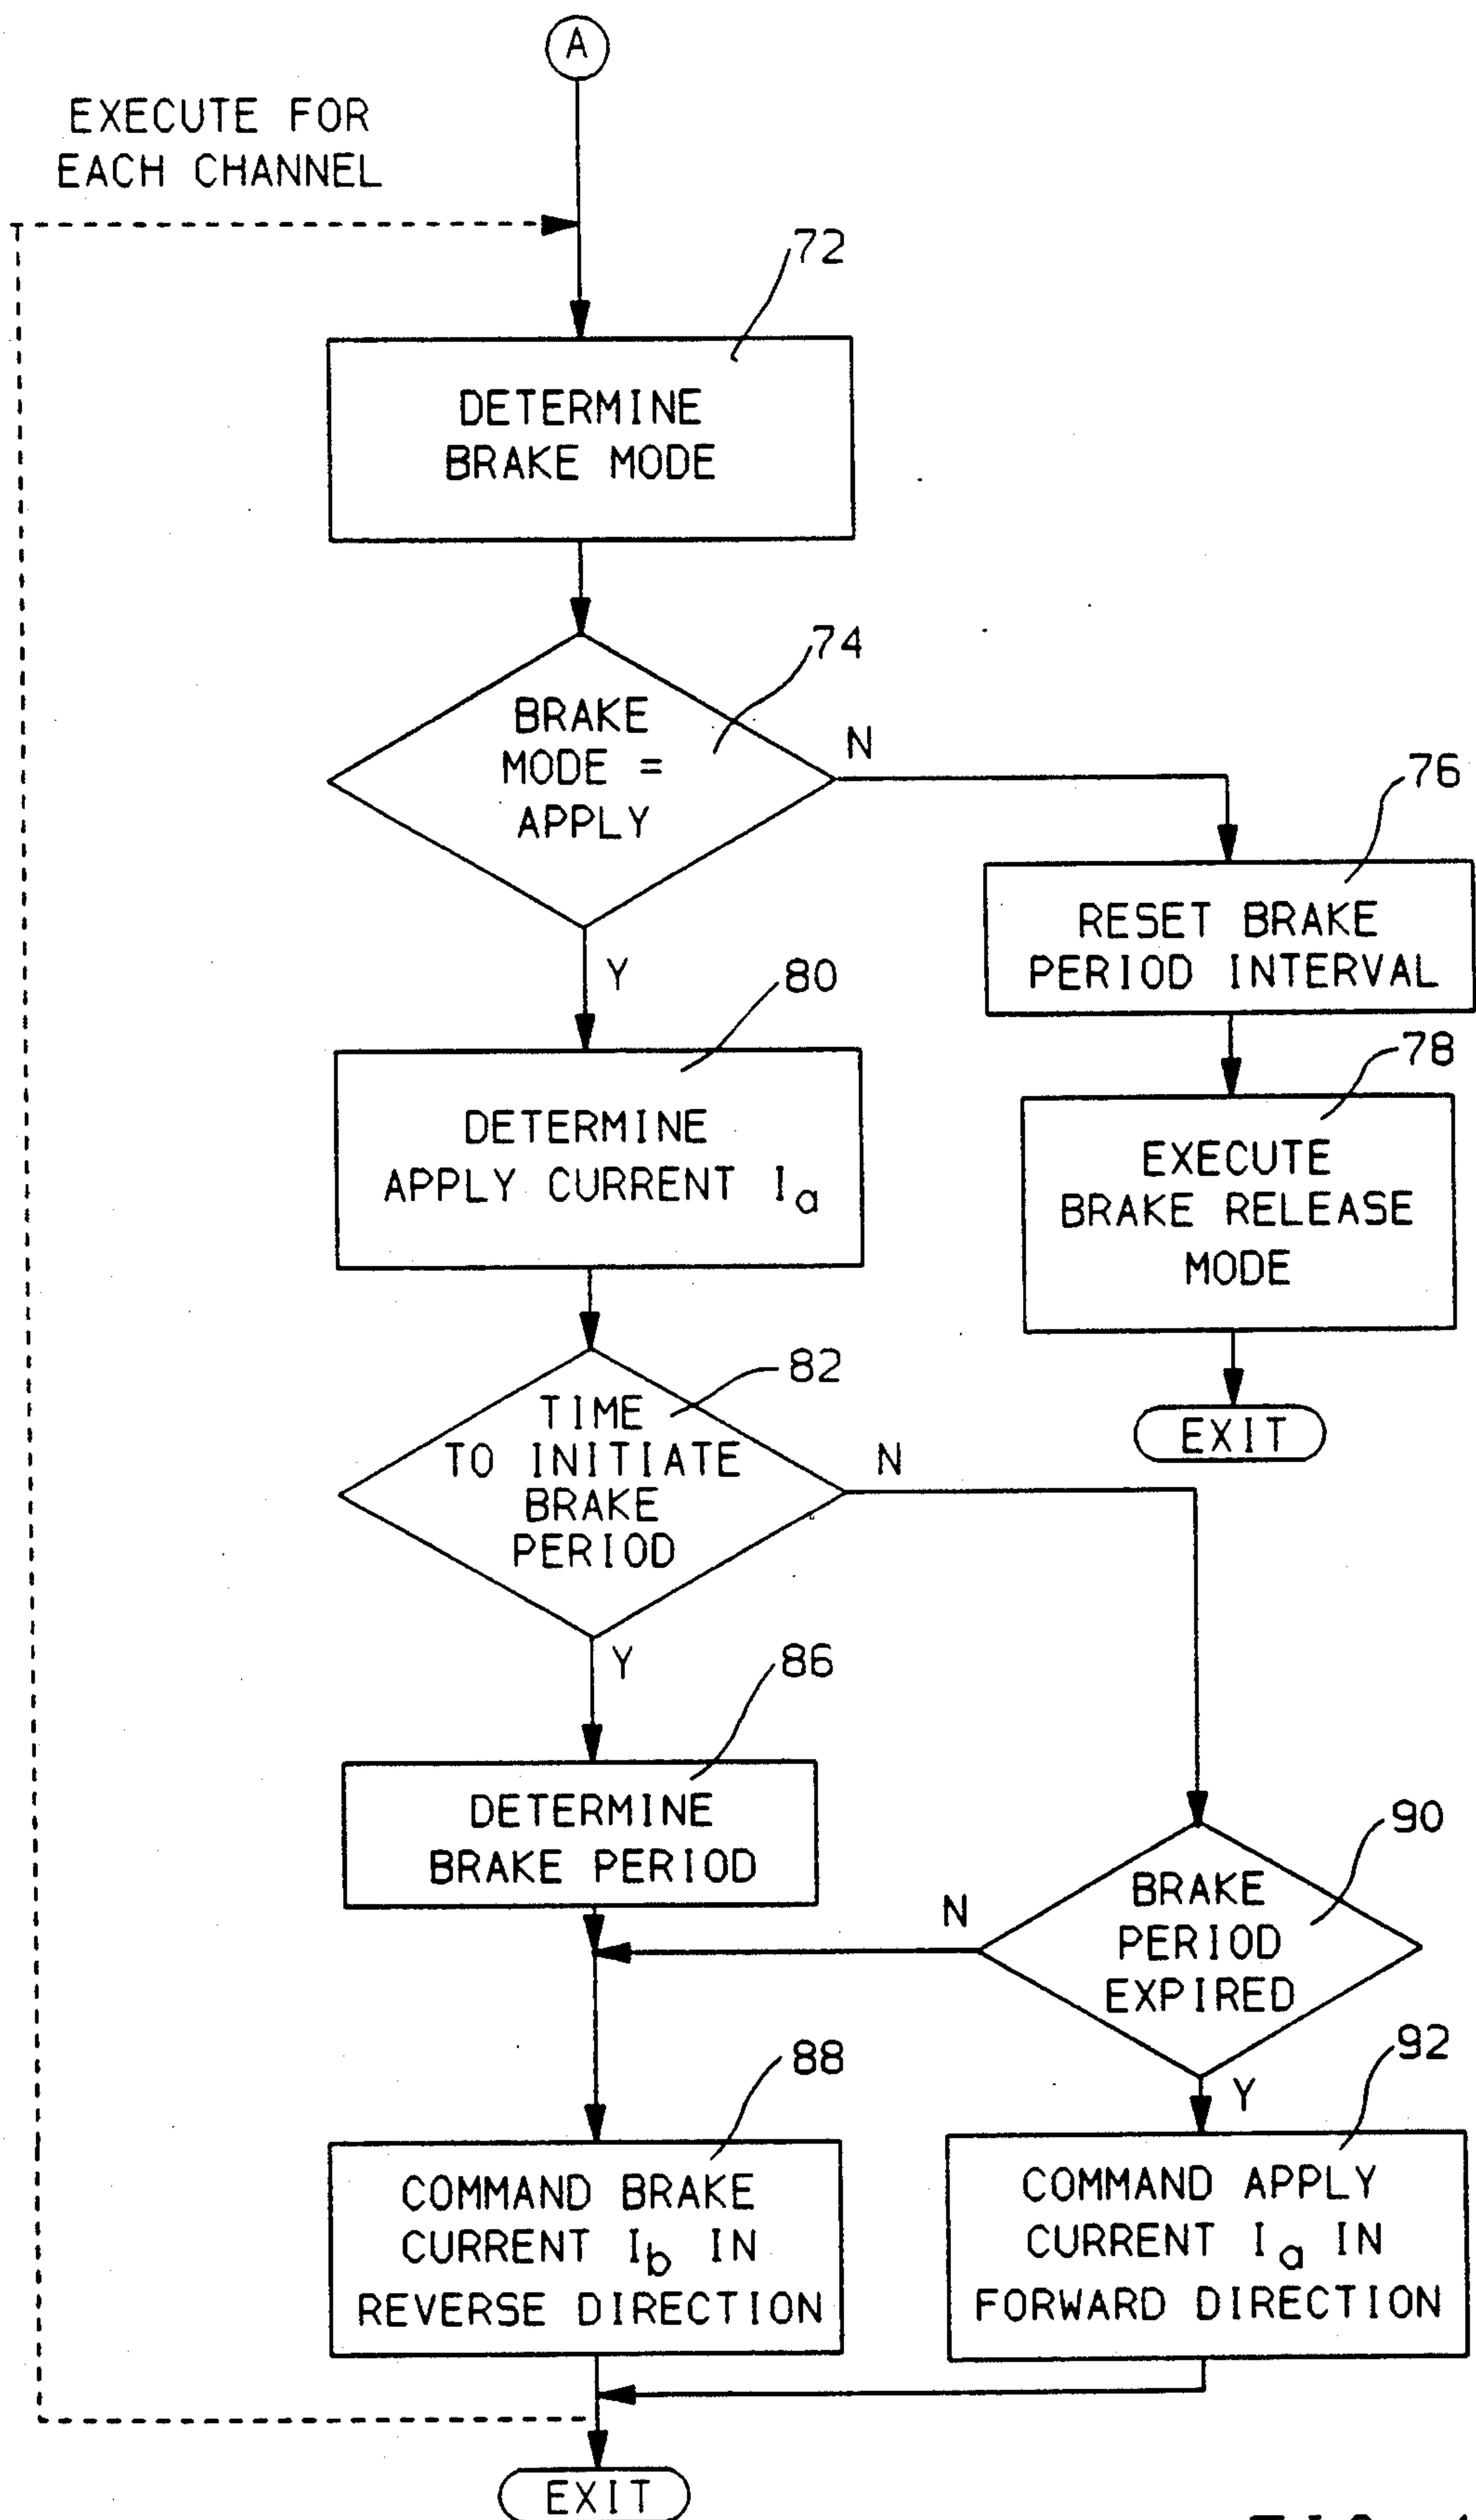 A
EXECUTE FOR
EACH CHANNEL
72
DETERMINE
BRAKE MODE
74
BRAKE
MODE =
APPLY
N
76
RESET BRAKE
PERIOD INTERVAL
Y
80
78
DETERMINE
APPLY CURRENT Ia
EXECUTE
BRAKE RELEASE
MODE
82
TIME
TO INITIATE
BRAKE
PERIOD
N
EXIT
Y
86
DETERMINE
BRAKE PERIOD
90
BRAKE
PERIOD
EXPIRED
N
88
92
Y
COMMAND BRAKE
CURRENT Ib IN
REVERSE DIRECTION
COMMAND APPLY
CURRENT Ia IN
FORWARD DIRECTION
EXIT